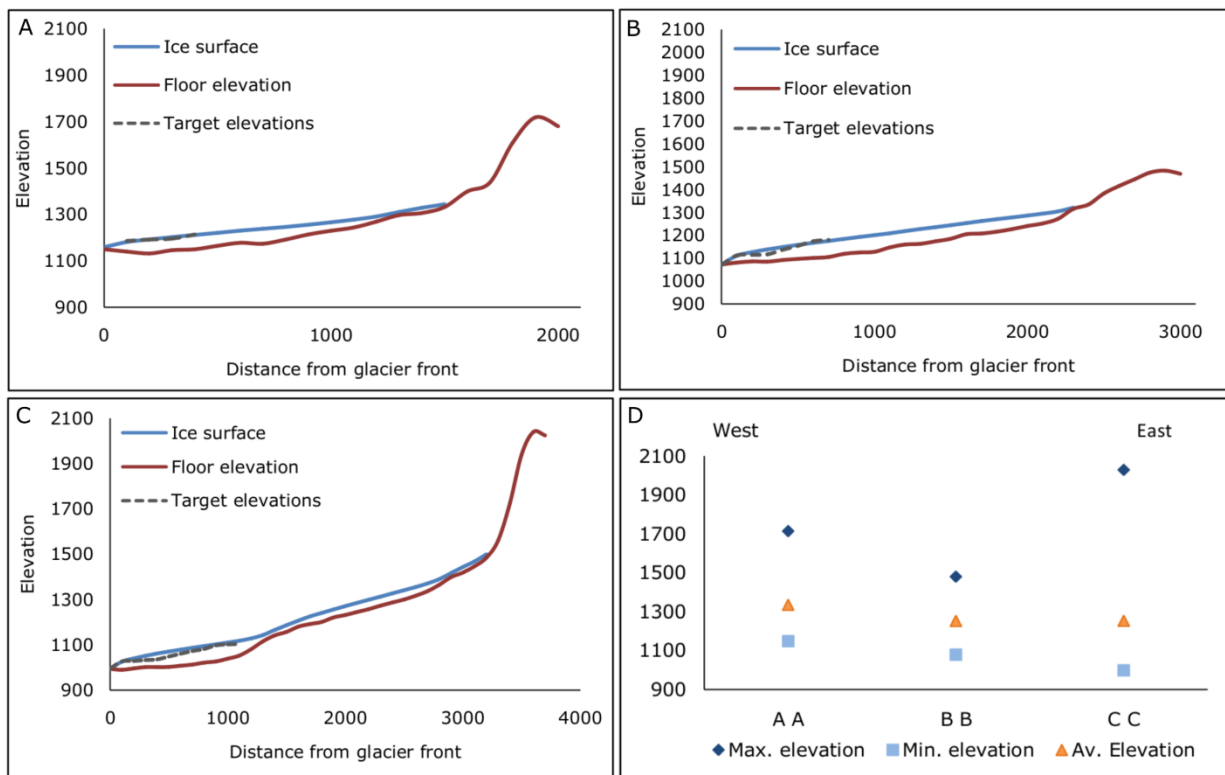 A
2100
1900
1700
1500
1300
1100
900
Elevation
Ice surface
Floor elevation
Target elevations
0 1000 2000
Distance from glacier front
B
2100
2000
1900
1800
1700
1600
1500
1400
1300
1200
1100
1000
900
Elevation
Ice surface
Floor elevation
Target elevations
0 1000 2000 3000
Distance from glacier front
C
2100
1900
1700
1500
1300
1100
900
Elevation
Ice surface
Floor elevation
Target elevations
0 1000 2000 3000 4000
Distance from glacier front
D
West East
2100
1900
1700
1500
1300
1100
900
A A B B C C
Max. elevation Min. elevation Av. Elevation